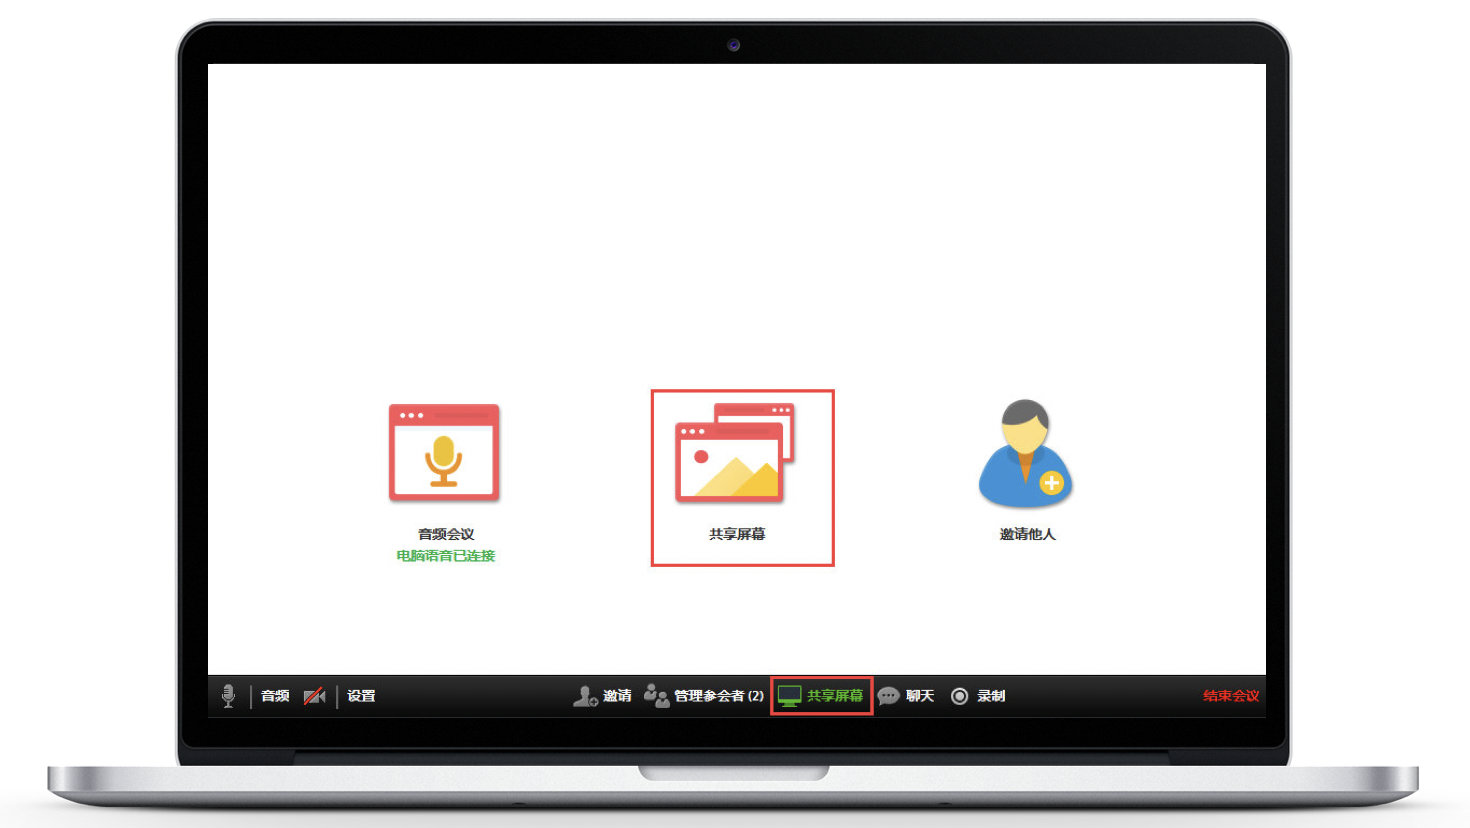 音频会议
电脑语音已连接
共享屏幕
邀请他人
音频 设置 邀请 管理参会者 (2) 共享屏幕 聊天 录制 结束会议